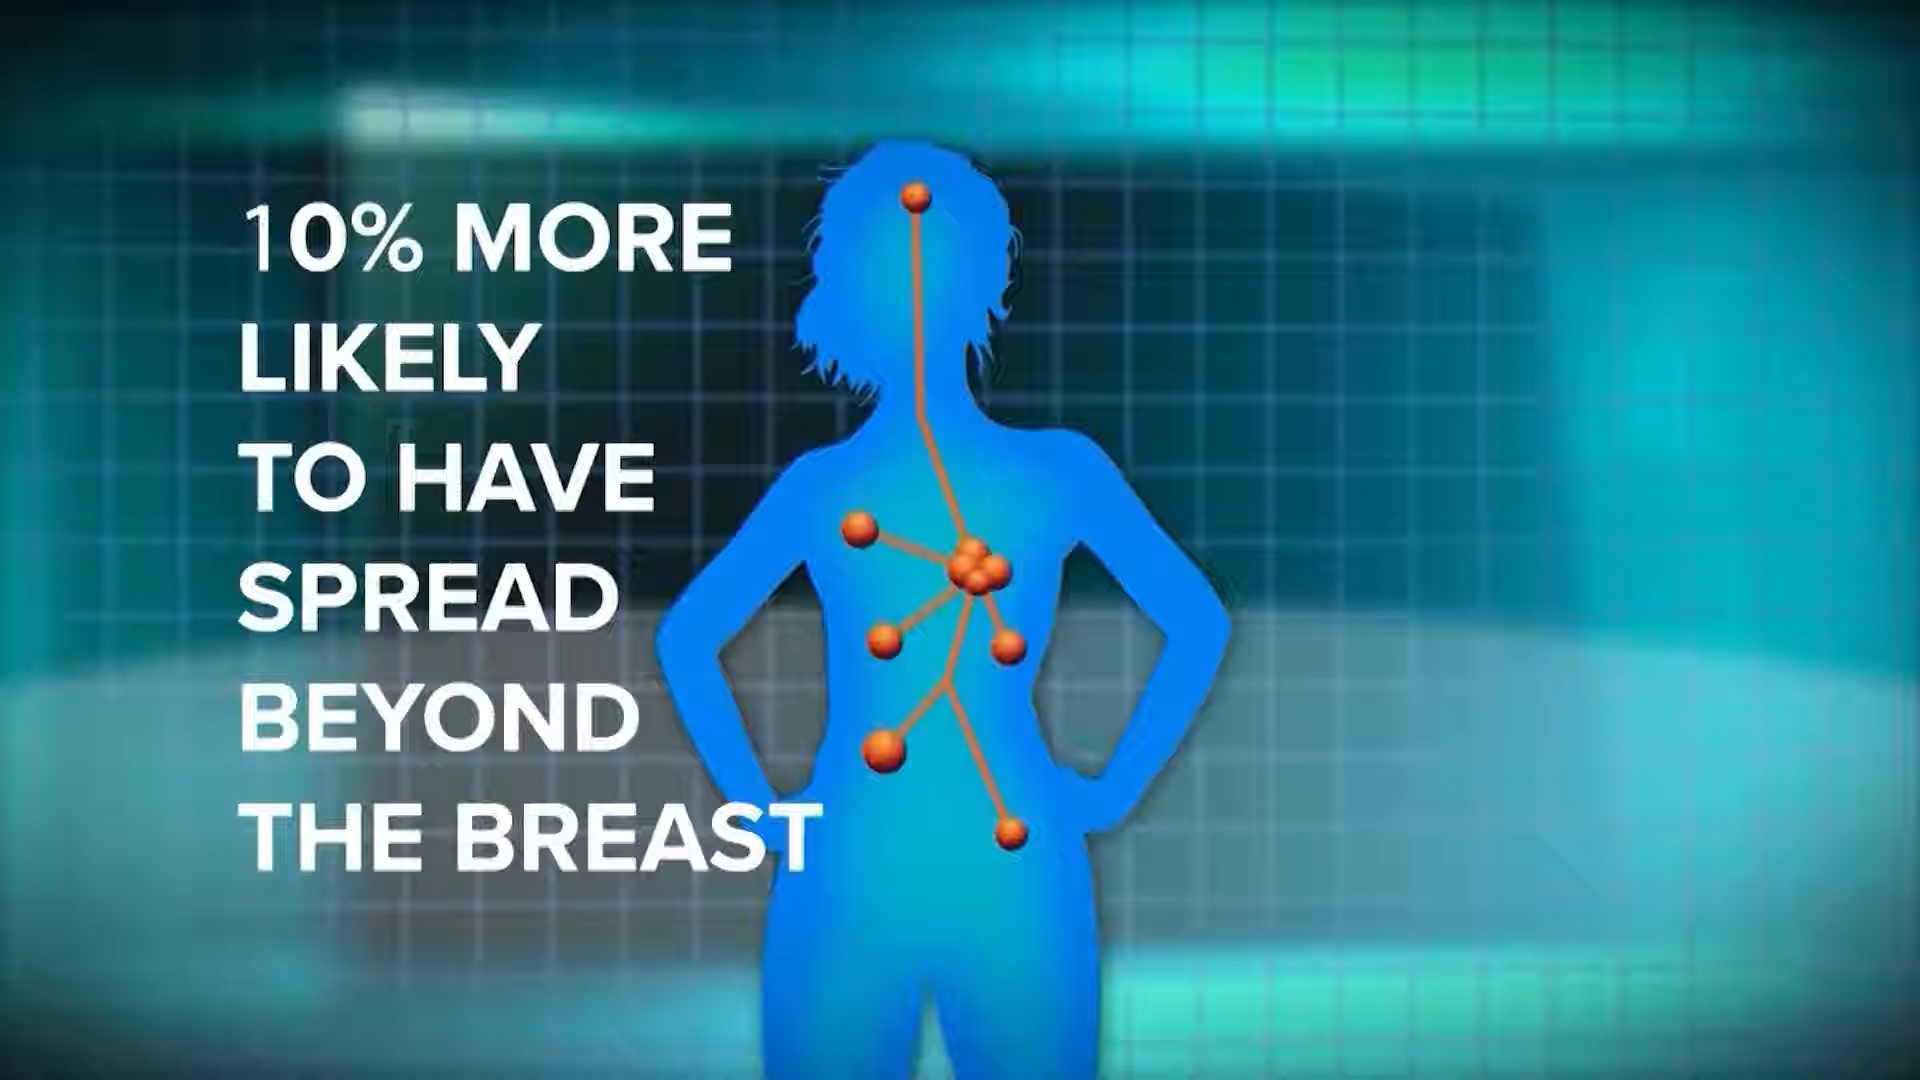 10% MORE
LIKELY
TO HAVE
SPREAD
BEYOND
THE BREAST